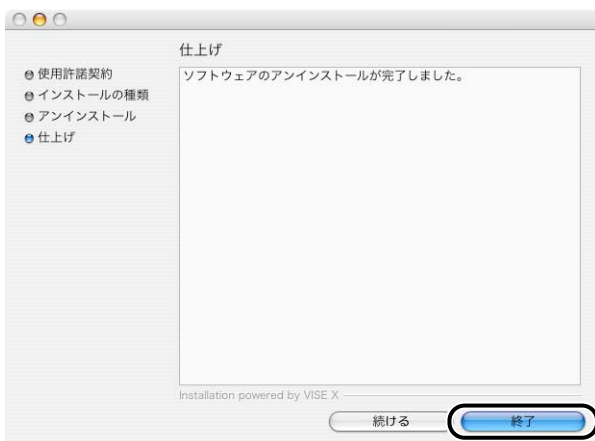 仕上げ
使用許諾契約
インストールの種類
アンインストール
仕上げ
ソフトウェアのアンインストールが完了しました。
Installation powered by VISE X
続ける
終了